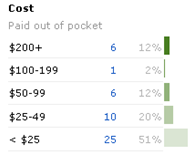 Cost
Paid out of pocket
$200+ 6 12%
$100-199 1 2%
$50-99 6 12%
$25-49 10 20%
< $25 25 51%